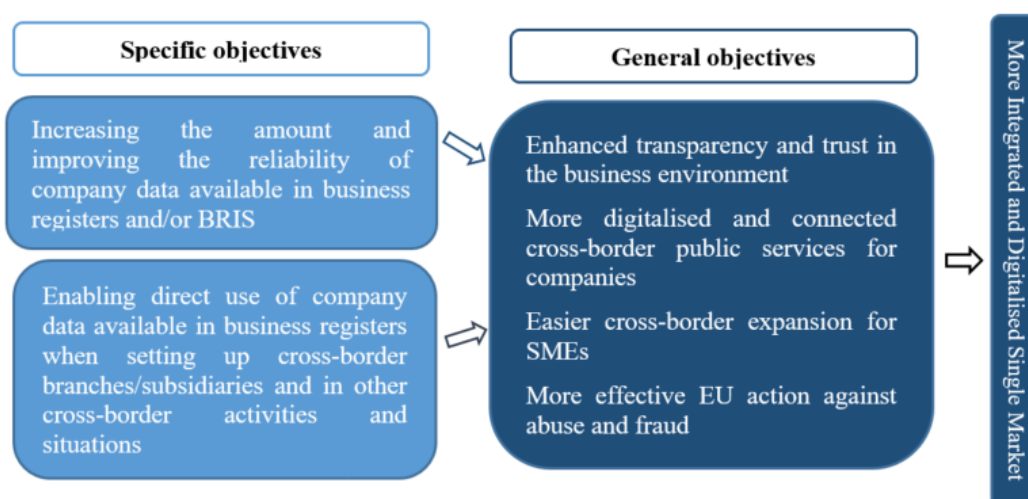 Specific objectives
Increasing the amount and
improving the reliability of
company data available in business
registers and/or BRIS
Enabling direct use of company
data available in business registers
when setting up cross-border
branches/subsidiaries and in other
cross-border activities and
situations
General objectives
Enhanced transparency and trust in
the business environment
More digitalised and connected
cross-border public services for
companies
Easier cross-border expansion for
SMEs
More effective EU action against
abuse and fraud
More Integrated and Digitalised Single Market